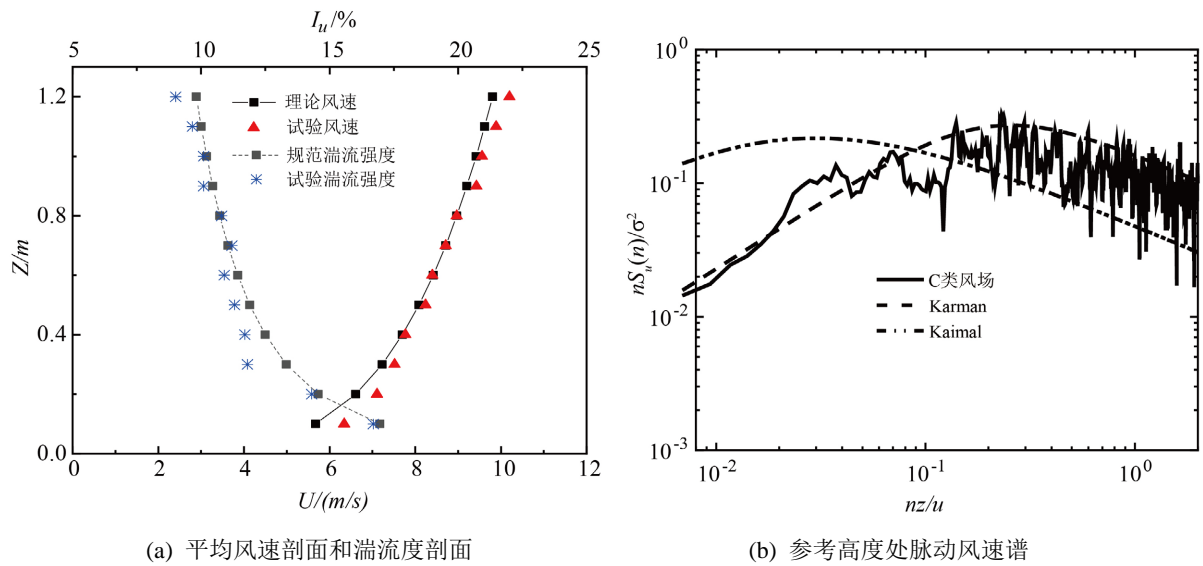 I_u/%
5 10 15 20 25
1.2
0.8
0.4
0.0
Z/m
理论风速
试验风速
规范湍流强度
试验湍流强度
0 2 4 6 8 10 12
U/(m/s)
(a) 平均风速剖面和湍流度剖面
10⁰
10⁻¹
10⁻²
10⁻³
nS_u(n)/σ²
C类风场
Karman
Kaimal
10⁻² 10⁻¹ 10⁰
nz/u
(b) 参考高度处脉动风速谱